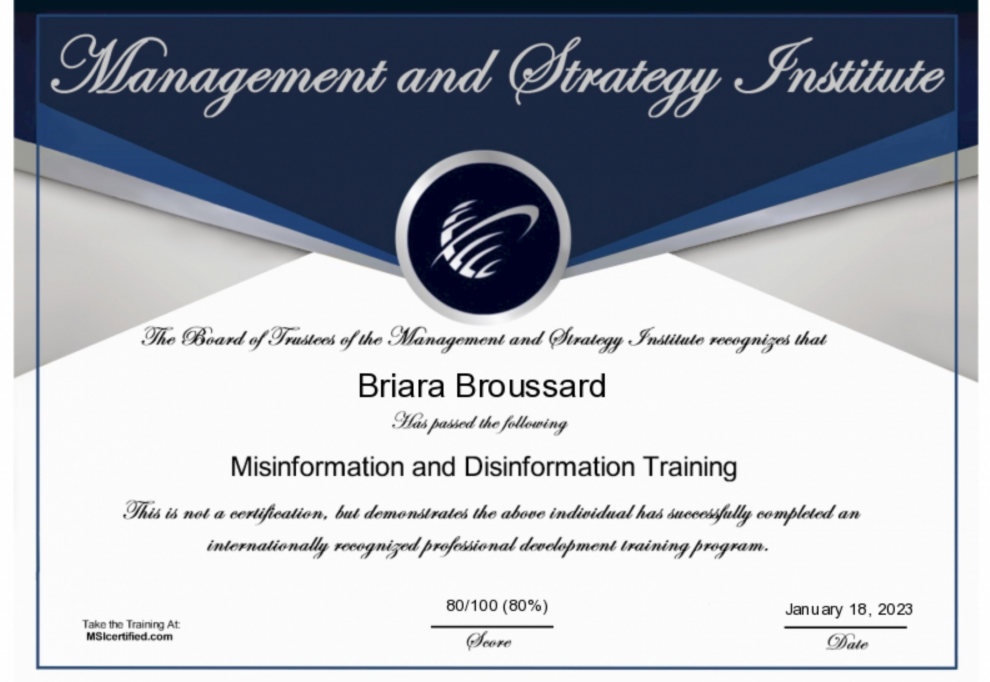 Management and Strategy Institute
The Board of Trustees of the Management and Strategy Institute recognizes that
Briara Broussard
Has passed the following
Misinformation and Disinformation Training
This is not a certification, but demonstrates the above individual has successfully completed an
internationally recognized professional development training program.
Take the Training At:
MSIcertified.com
80/100 (80%)
Score
January 18, 2023
Date